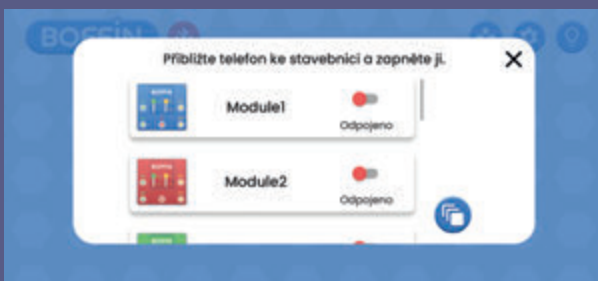 BOFFIN
Přibližte telefon ke stavebnici a zapněte ji.
Module1
Odpojeno
Module2
Odpojeno